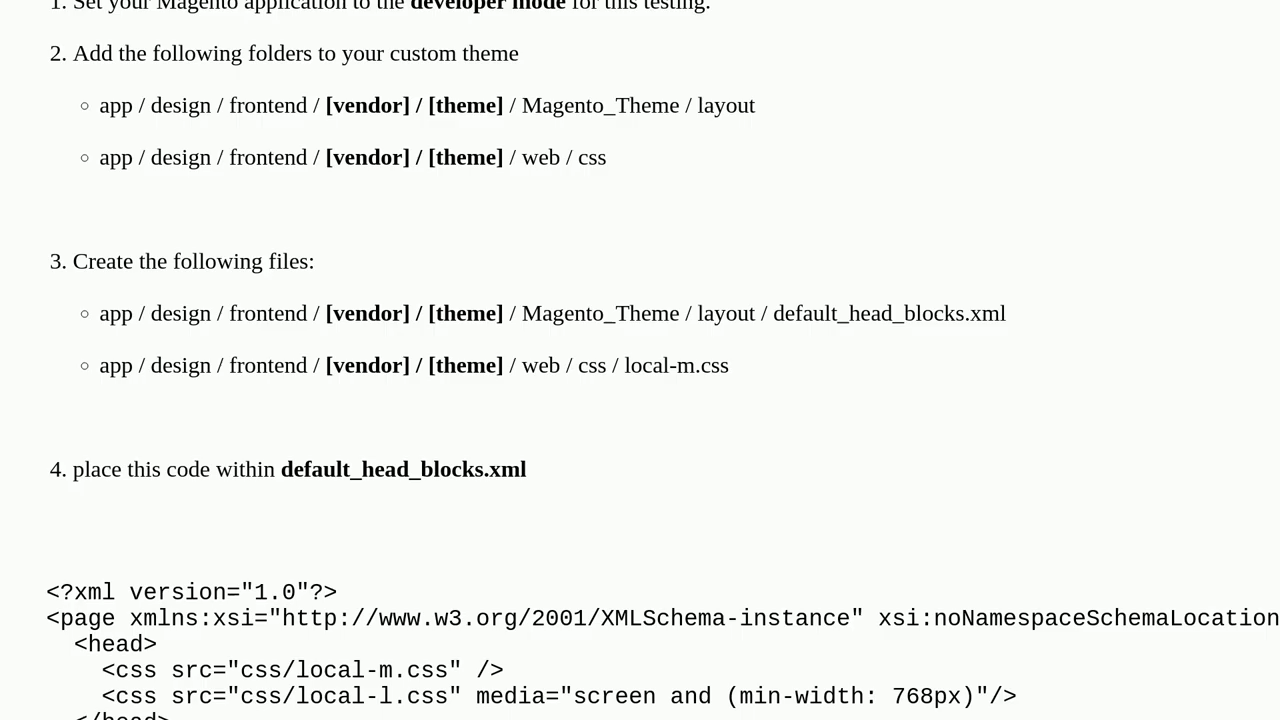 1. Set your Magento application to the developer mode for this testing.
2. Add the following folders to your custom theme
○ app / design / frontend / [vendor] / [theme] / Magento_Theme / layout
○ app / design / frontend / [vendor] / [theme] / web / css
3. Create the following files:
○ app / design / frontend / [vendor] / [theme] / Magento_Theme / layout / default_head_blocks.xml
○ app / design / frontend / [vendor] / [theme] / web / css / local-m.css
4. place this code within default_head_blocks.xml
<?xml version="1.0"?>
<page xmlns:xsi="http://www.w3.org/2001/XMLSchema-instance" xsi:noNamespaceSchemaLocation
<head>
<css src="css/local-m.css" />
<css src="css/local-l.css" media="screen and (min-width: 768px)"/>
</head>